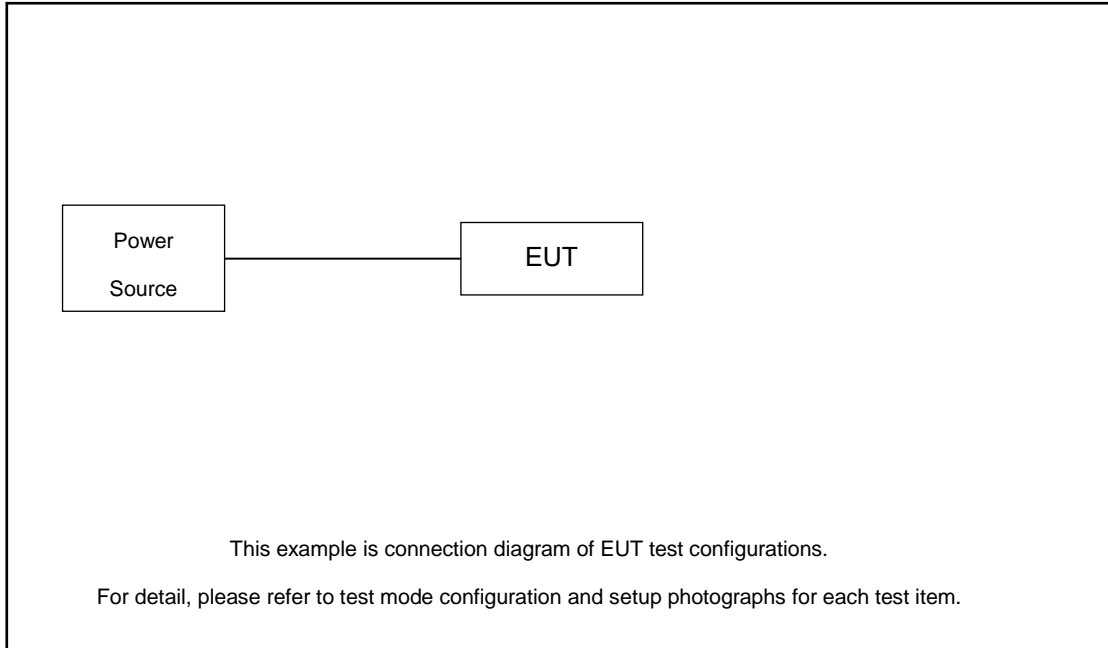 Power
Source
EUT
This example is connection diagram of EUT test configurations.
For detail, please refer to test mode configuration and setup photographs for each test item.